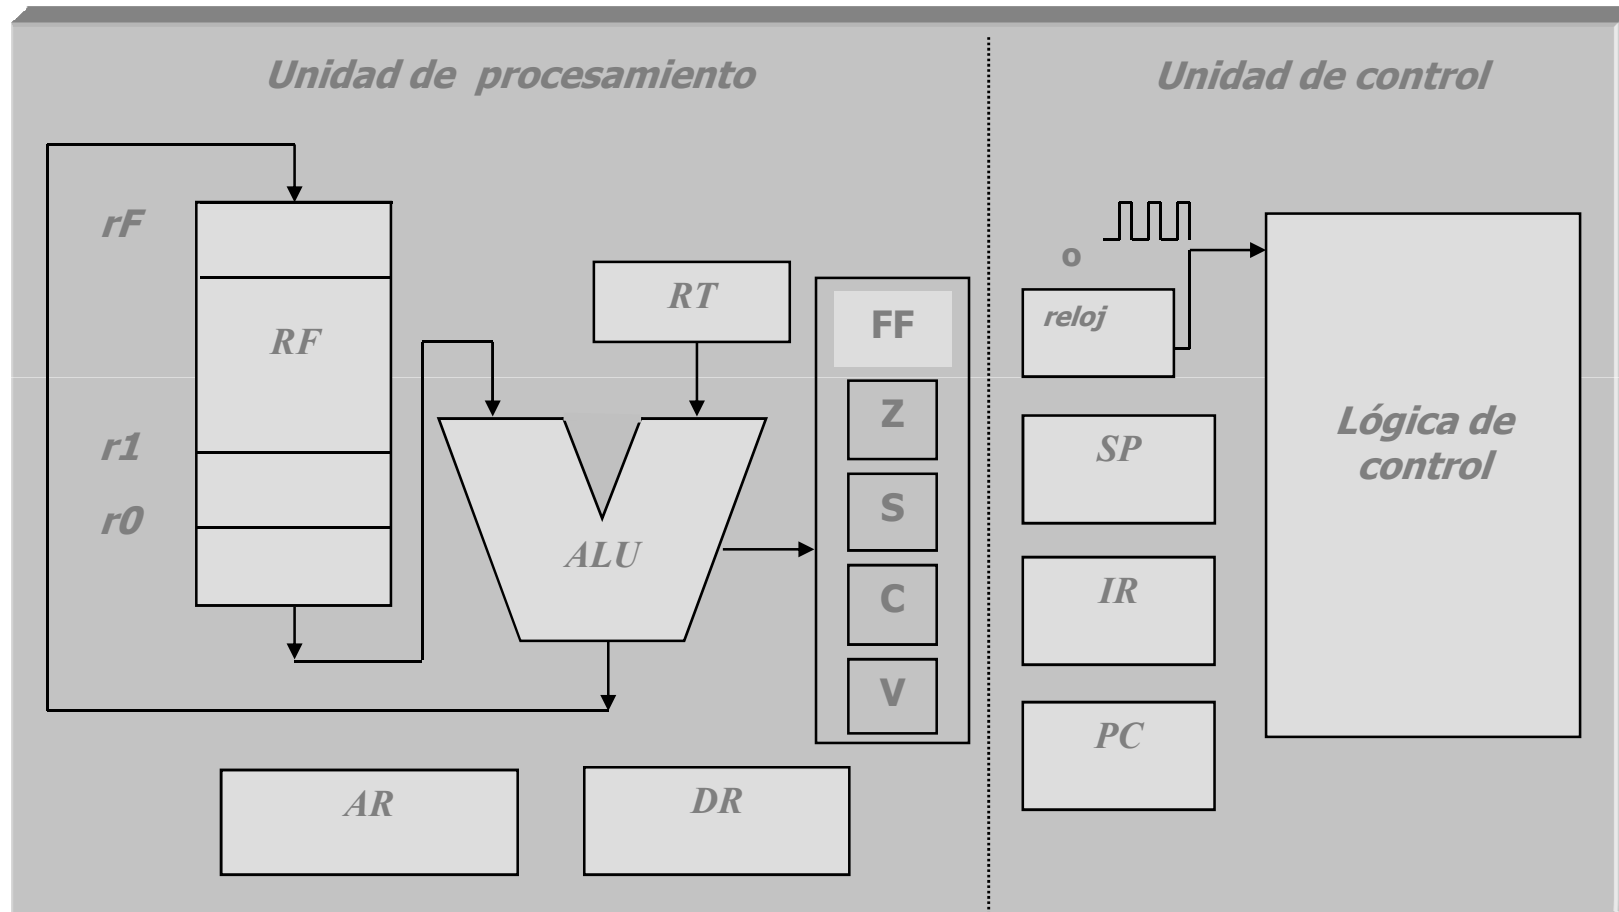 Unidad de procesamiento
Unidad de control
rF
RF
r1
r0
RT
ALU
FF
Z
S
C
V
AR
DR
o
reloj
SP
IR
PC
Lógica de
control